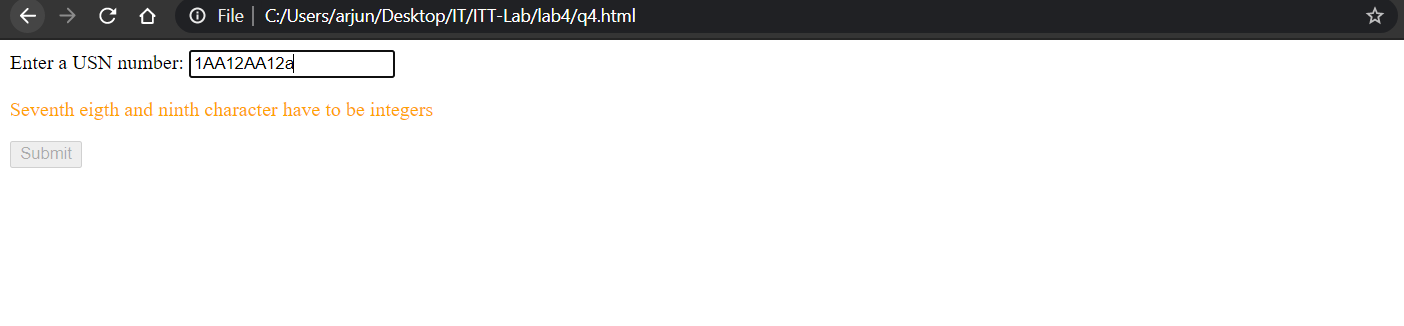 File C:/Users/arjun/Desktop/IT/ITT-Lab/lab4/q4.html
Enter a USN number: 1AA12AA12a
Seventh eigth and ninth character have to be integers
Submit